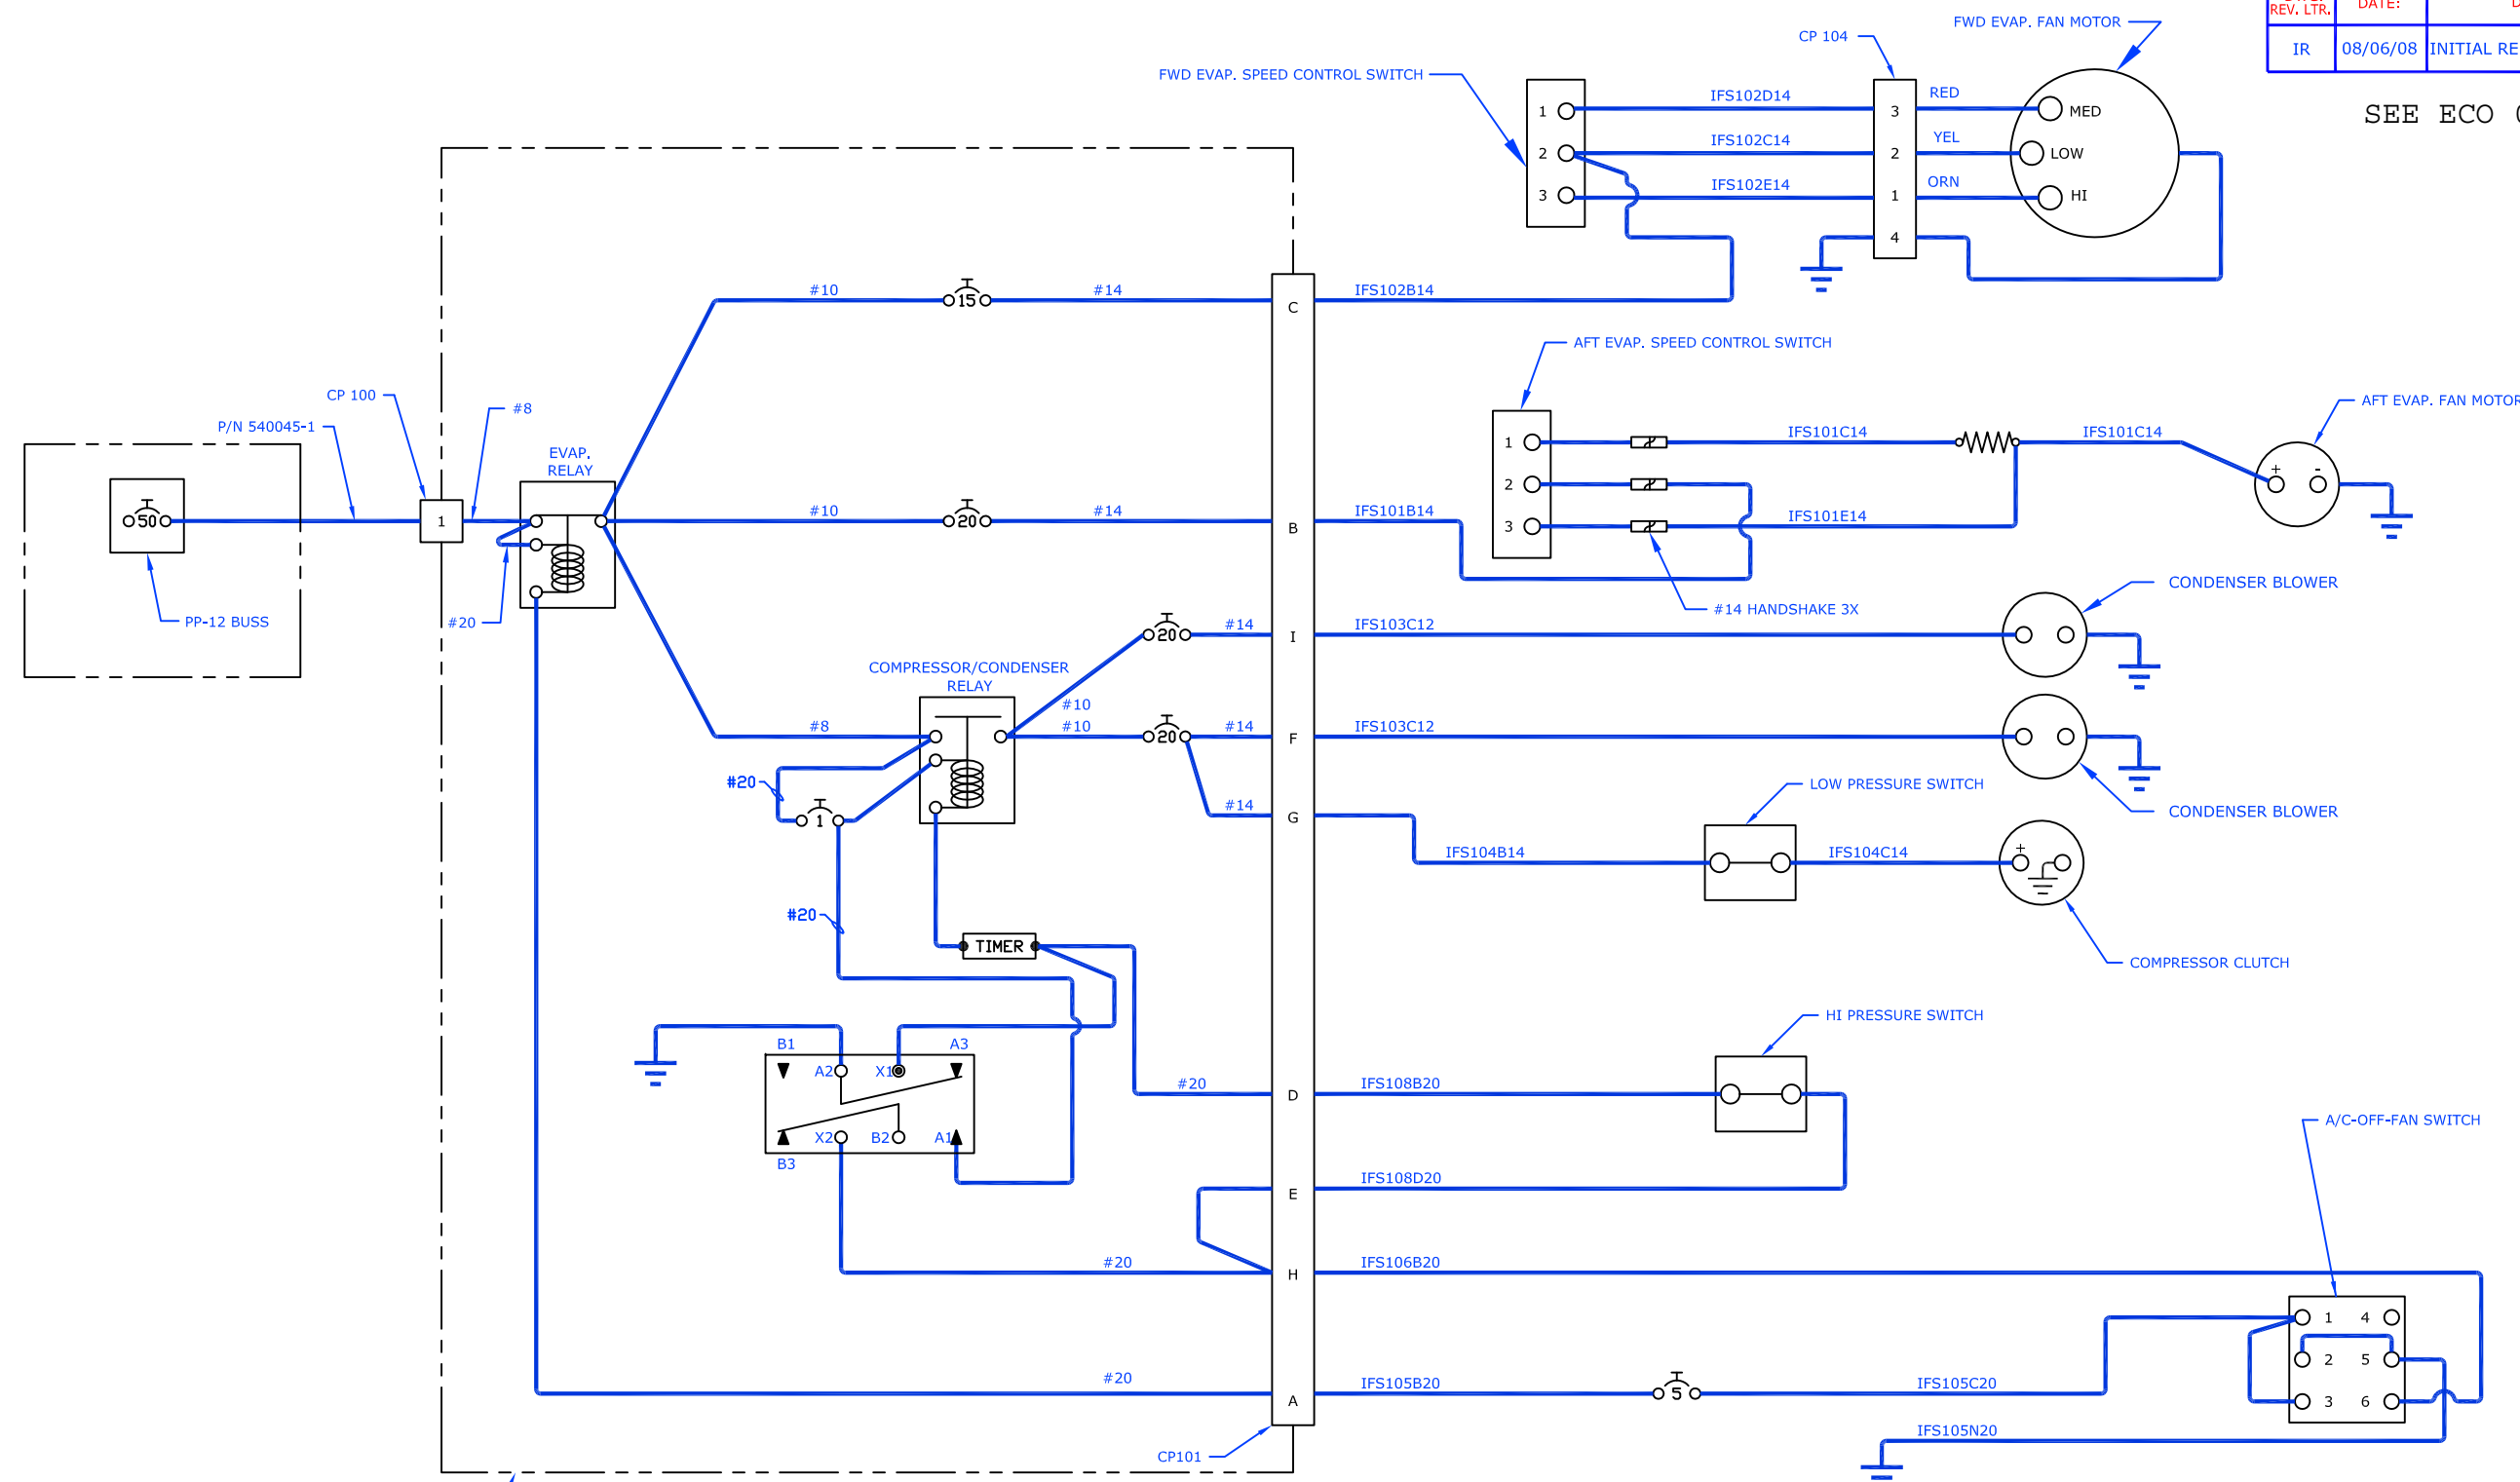 REV. LTR.
DATE:
IR
08/06/08
INITIAL RE
SEE ECO
FWD EVAP. FAN MOTOR
CP 104
FWD EVAP. SPEED CONTROL SWITCH
1
IFS102D14
3
RED
MED
2
IFS102C14
2
YEL
LOW
3
IFS102E14
1
ORN
HI
4
#10
15
#14
C
IFS102B14
AFT EVAP. SPEED CONTROL SWITCH
CP 100
#8
P/N 540045-1
EVAP.
RELAY
AFT EVAP. FAN MOTOR
1
IFS101C14
IFS101C14
+
-
2
3
IFS101E14
50
1
#10
20
#14
B
IFS101B14
#14 HANDSHAKE 3X
PP-12 BUSS
#20
CONDENSER BLOWER
20
#14
I
IFS103C12
COMPRESSOR/CONDENSER
RELAY
#10
#8
#10
20
#14
F
IFS103C12
#20
1
#14
G
LOW PRESSURE SWITCH
CONDENSER BLOWER
IFS104B14
IFS104C14
+
COMPRESSOR CLUTCH
#20
TIMER
HI PRESSURE SWITCH
B1
A3
A2
X1
X2
B2
A1
B3
#20
D
IFS108B20
A/C-OFF-FAN SWITCH
E
IFS108D20
#20
H
IFS106B20
1
4
2
5
3
6
#20
A
IFS105B20
5
IFS105C20
IFS105N20
CP101